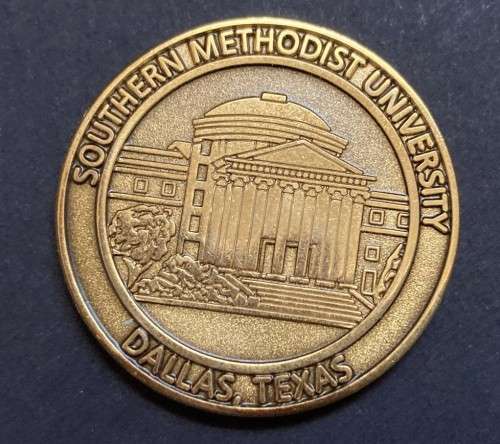 SOUTHERN METHODIST UNIVERSITY
DALLAS, TEXAS